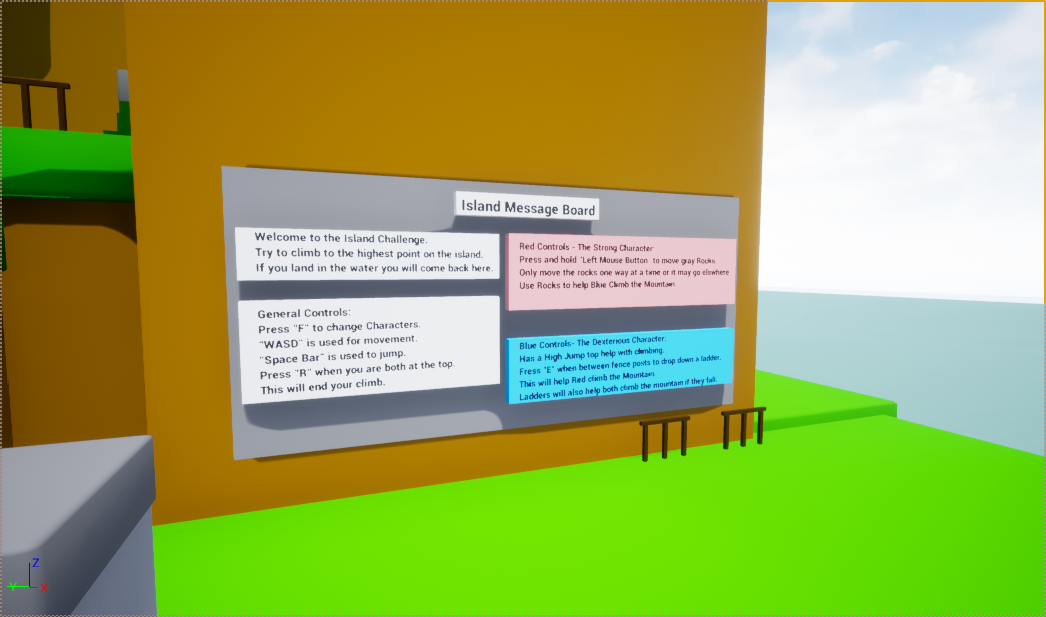 Island Message Board
Welcome to the Island Challenge.
Try to climb to the highest point on the island.
If you land in the water you will come back here.
General Controls:
Press "F" to change Characters.
"WASD" is used for movement.
"Space Bar" is used to jump.
Press "R" when you are both at the top.
This will end your climb.
Red Controls - The Strong Character:
Press and hold "Left Mouse Button" to move gray Rocks.
Only move the rocks one way at a time or it may go elswhere
Use Rocks to help Blue Climb the Mountain.
Blue Controls- The Dexterious Character:
Has a High Jump top help with climbing.
Fress "E" when between fence posts to drop down a ladder.
This will help Red climb the Mountain
Ladders will also help both climb the mountain if they fall.
Z
Y
X